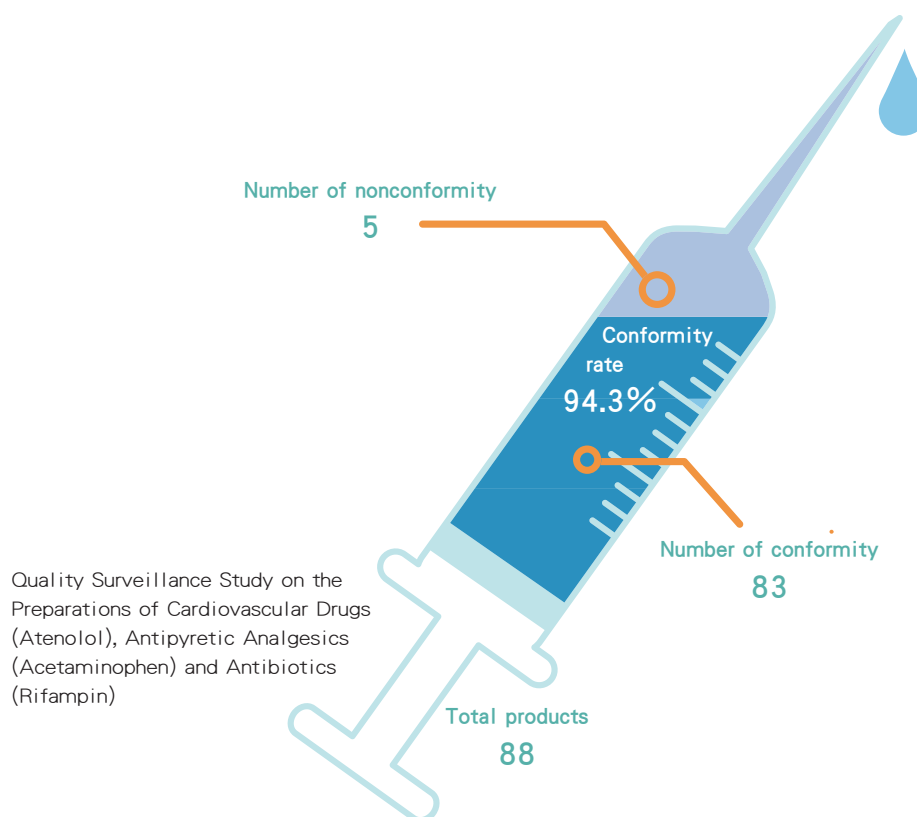 Number of nonconformity
5
Conformity
rate
94.3%
Number of conformity
83
Quality Surveillance Study on the
Preparations of Cardiovascular Drugs
(Atenolol), Antipyretic Analgesics
(Acetaminophen) and Antibiotics
(Rifampin)
Total products
88